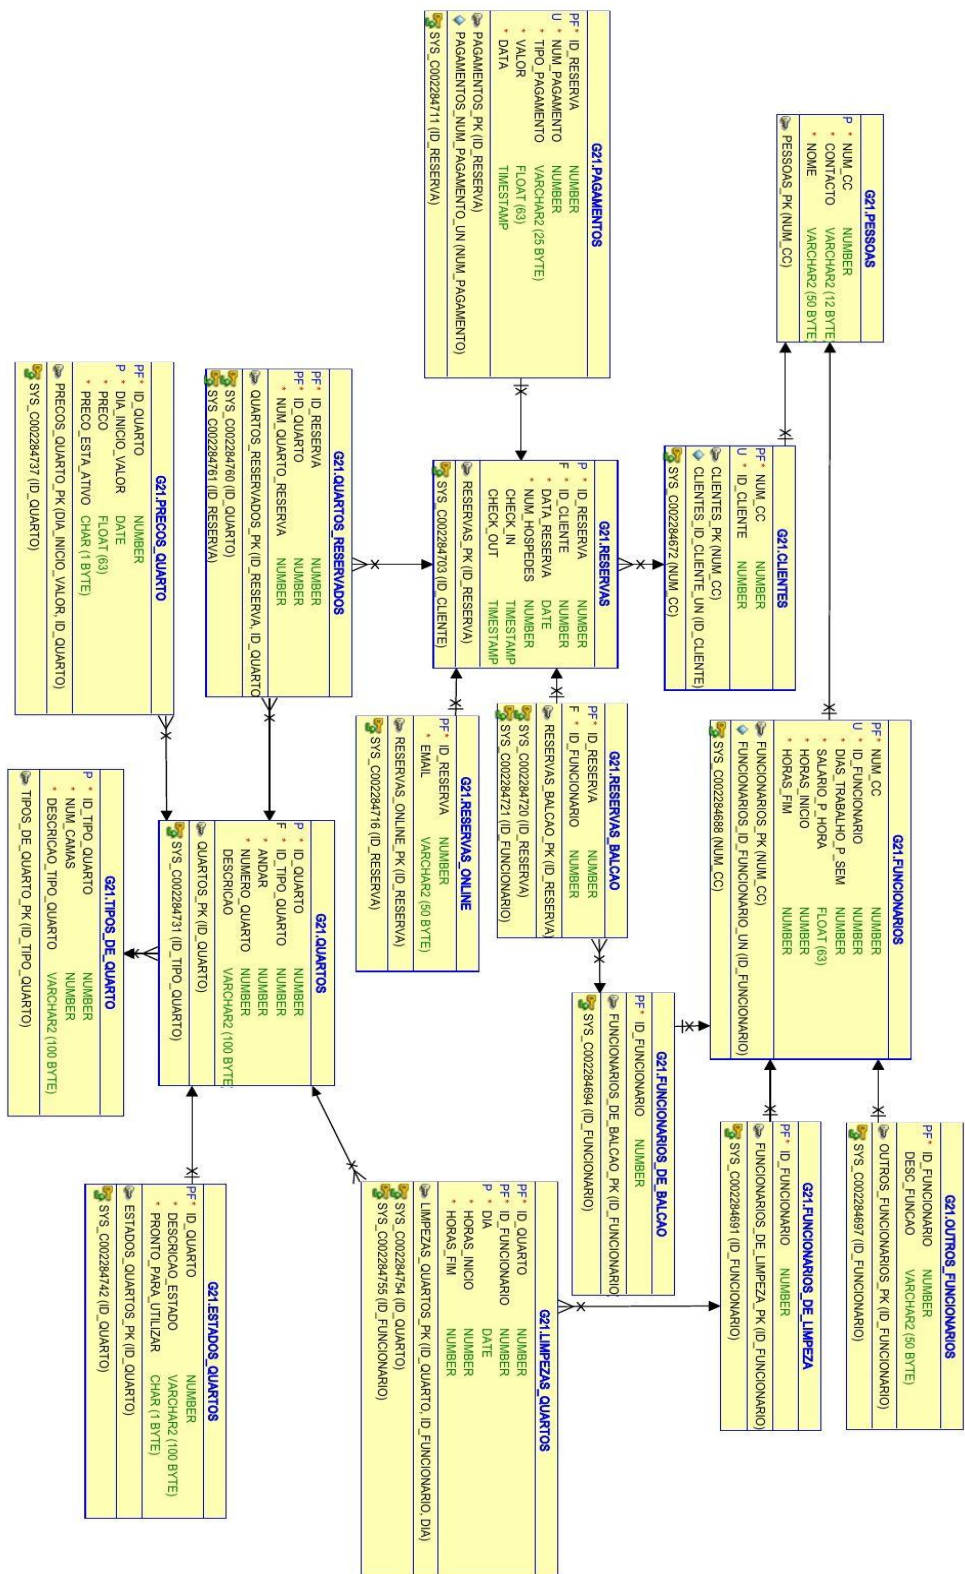 G21.PAGAMENTOS
PF* ID_RESERVA NUMBER
U * NUM_PAGAMENTO NUMBER
* TIPO_PAGAMENTO VARCHAR2 (25 BYTE)
* VALOR FLOAT (63)
* DATA TIMESTAMP
PAGAMENTOS_PK (ID_RESERVA)
PAGAMENTOS_NUM_PAGAMENTO_UN (NUM_PAGAMENTO)
SYS_C002284711 (ID_RESERVA)
G21.PESSOAS
P * NUM_CC NUMBER
* CONTACTO VARCHAR2 (12 BYTE)
* NOME VARCHAR2 (50 BYTE)
PESSOAS_PK (NUM_CC)
G21.CLIENTES
PF* NUM_CC NUMBER
U * ID_CLIENTE NUMBER
CLIENTES_PK (NUM_CC)
CLIENTES_ID_CLIENTE_UN (ID_CLIENTE)
SYS_C002284672 (NUM_CC)
G21.FUNCIONARIOS
PF* NUM_CC NUMBER
U * ID_FUNCIONARIO NUMBER
* DIAS_TRABALHO_P_SEM NUMBER
* SALARIO_P_HORA FLOAT (63)
* HORAS_INICIO NUMBER
* HORAS_FIM NUMBER
FUNCIONARIOS_PK (NUM_CC)
FUNCIONARIOS_ID_FUNCIONARIO_UN (ID_FUNCIONARIO)
SYS_C002284688 (NUM_CC)
G21.OUTROS_FUNCIONARIOS
PF* ID_FUNCIONARIO NUMBER
DESC_FUNCAO VARCHAR2 (50 BYTE)
OUTROS_FUNCIONARIOS_PK (ID_FUNCIONARIO)
SYS_C002284697 (ID_FUNCIONARIO)
G21.FUNCIONARIOS_DE_LIMPEZA
PF* ID_FUNCIONARIO NUMBER
FUNCIONARIOS_DE_LIMPEZA_PK (ID_FUNCIONARIO)
SYS_C002284691 (ID_FUNCIONARIO)
G21.FUNCIONARIOS_DE_BALCAO
PF* ID_FUNCIONARIO NUMBER
FUNCIONARIOS_DE_BALCAO_PK (ID_FUNCIONARIO)
SYS_C002284694 (ID_FUNCIONARIO)
G21.RESERVAS
P * ID_RESERVA NUMBER
F * ID_CLIENTE NUMBER
* DATA_RESERVA DATE
* NUM_HOSPEDES NUMBER
CHECK_IN TIMESTAMP
CHECK_OUT TIMESTAMP
RESERVAS_PK (ID_RESERVA)
SYS_C002284703 (ID_CLIENTE)
G21.RESERVAS_BALCAO
PF* ID_RESERVA NUMBER
F * ID_FUNCIONARIO NUMBER
RESERVAS_BALCAO_PK (ID_RESERVA)
SYS_C002284720 (ID_RESERVA)
SYS_C002284721 (ID_FUNCIONARIO)
G21.RESERVAS_ONLINE
PF* ID_RESERVA NUMBER
* EMAIL VARCHAR2 (50 BYTE)
RESERVAS_ONLINE_PK (ID_RESERVA)
SYS_C002284716 (ID_RESERVA)
G21.QUARTOS_RESERVADOS
PF* ID_RESERVA NUMBER
PF* ID_QUARTO NUMBER
* NUM_QUARTO_RESERVA NUMBER
QUARTOS_RESERVADOS_PK (ID_RESERVA, ID_QUARTO
SYS_C002284760 (ID_QUARTO)
SYS_C002284761 (ID_RESERVA)
G21.PRECOS_QUARTO
PF* ID_QUARTO NUMBER
P * DIA_INICIO_VALOR DATE
* PRECO FLOAT (63)
* PRECO_ESTA_ATIVO CHAR (1 BYTE)
PRECOS_QUARTO_PK (DIA_INICIO_VALOR, ID_QUARTO)
SYS_C002284737 (ID_QUARTO)
G21.QUARTOS
P * ID_QUARTO NUMBER
F * ID_TIPO_QUARTO NUMBER
* ANDAR NUMBER
* NUMERO_QUARTO NUMBER
DESCRICAO VARCHAR2 (100 BYTE)
QUARTOS_PK (ID_QUARTO)
SYS_C002284731 (ID_TIPO_QUARTO)
G21.TIPOS_DE_QUARTO
P * ID_TIPO_QUARTO NUMBER
* NUM_CAMAS NUMBER
* DESCRICAO_TIPO_QUARTO VARCHAR2 (100 BYTE)
TIPOS_DE_QUARTO_PK (ID_TIPO_QUARTO)
G21.LIMPEZAS_QUARTOS
PF* ID_QUARTO NUMBER
PF* ID_FUNCIONARIO NUMBER
P * DIA DATE
* HORAS_INICIO NUMBER
* HORAS_FIM NUMBER
LIMPEZAS_QUARTOS_PK (ID_QUARTO, ID_FUNCIONARIO, DIA)
SYS_C002284754 (ID_QUARTO)
SYS_C002284755 (ID_FUNCIONARIO)
G21.ESTADOS_QUARTOS
PF* ID_QUARTO NUMBER
* DESCRICAO_ESTADO VARCHAR2 (100 BYTE)
* PRONTO_PARA_UTILIZAR CHAR (1 BYTE)
ESTADOS_QUARTOS_PK (ID_QUARTO)
SYS_C002284742 (ID_QUARTO)